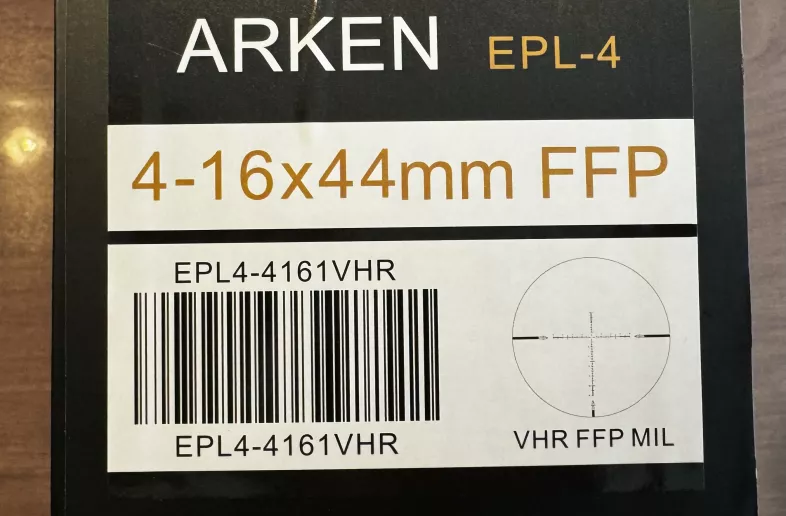 ARKEN EPL-4
4-16x44mm FFP
EPL4-4161VHR
EPL4-4161VHR
VHR FFP MIL